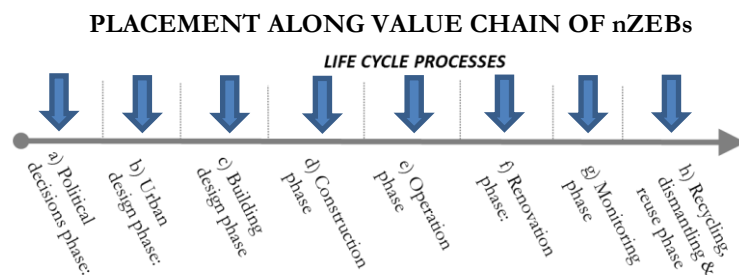 PLACEMENT ALONG VALUE CHAIN OF nZEBs
LIFE CYCLE PROCESSES
a) Political
decisions phase:
b) Urban
design phase:
c) Building
design phase
d) Construction
phase
e) Operation
phase
f) Renovation
phase:
g) Monitoring
phase
h) Recycling,
dismantling &
reuse phase